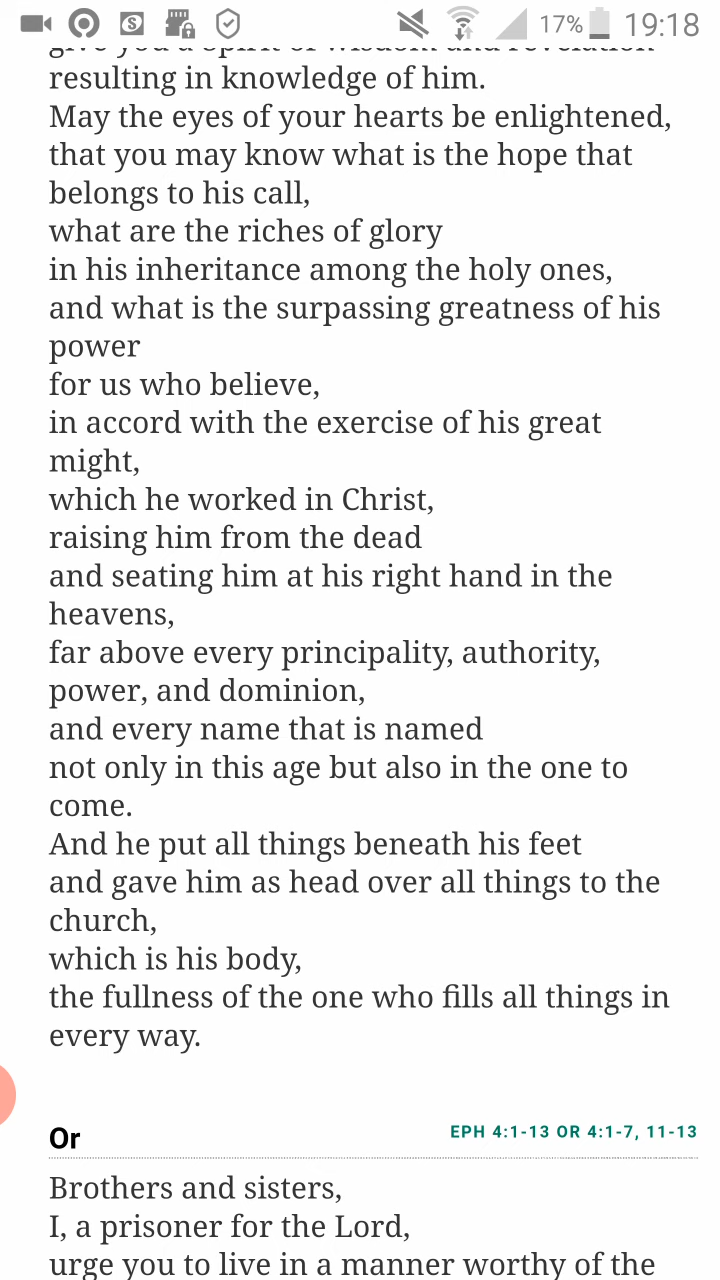 17% 19:18
give you a spirit of wisdom and revelation
resulting in knowledge of him.
May the eyes of your hearts be enlightened,
that you may know what is the hope that
belongs to his call,
what are the riches of glory
in his inheritance among the holy ones,
and what is the surpassing greatness of his
power
for us who believe,
in accord with the exercise of his great
might,
which he worked in Christ,
raising him from the dead
and seating him at his right hand in the
heavens,
far above every principality, authority,
power, and dominion,
and every name that is named
not only in this age but also in the one to
come.
And he put all things beneath his feet
and gave him as head over all things to the
church,
which is his body,
the fullness of the one who fills all things in
every way.
Or EPH 4:1-13 OR 4:1-7, 11-13
Brothers and sisters,
I, a prisoner for the Lord,
urge you to live in a manner worthy of the